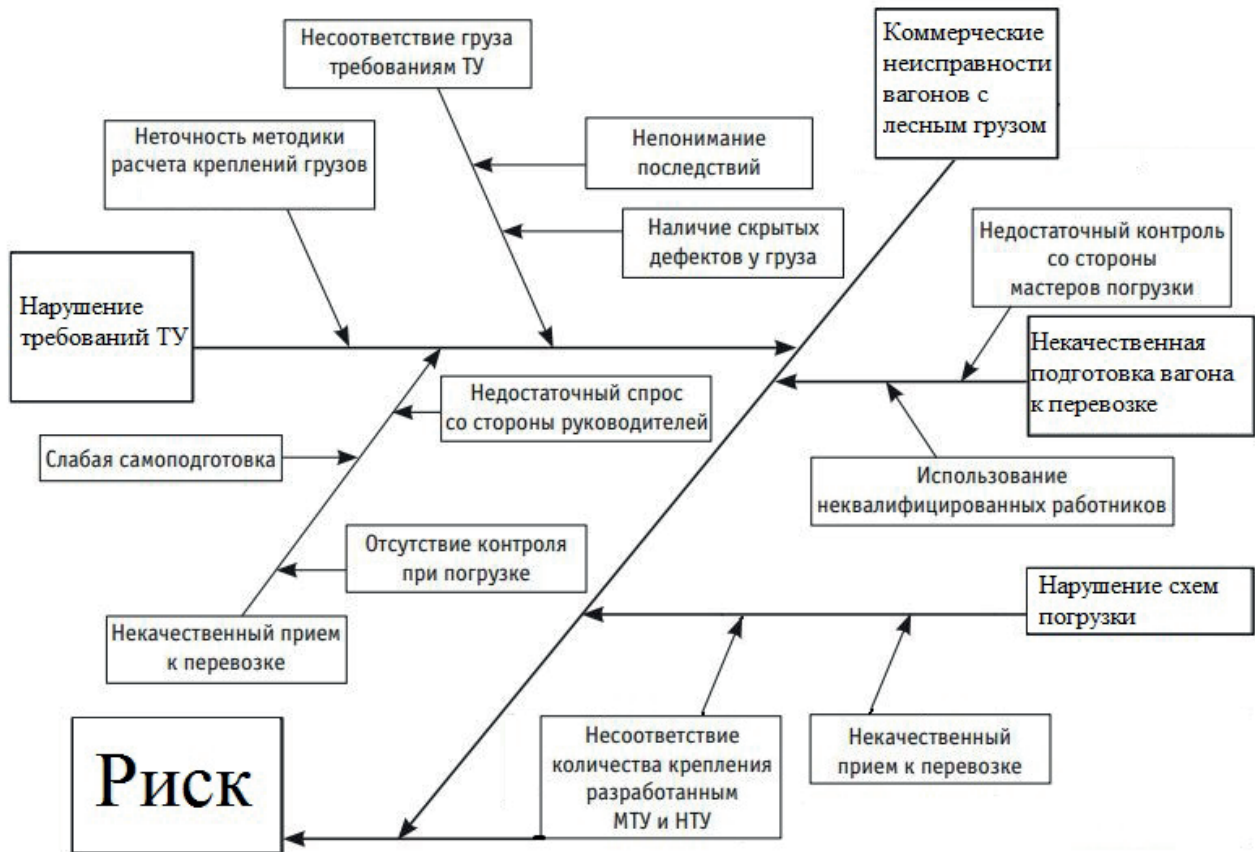 Несоответствие груза
требованиям ТУ
Коммерческие
неисправности
вагонов с
лесным грузом
Неточность методики
расчета креплений грузов
Непонимание
последствий
Наличие скрытых
дефектов у груза
Недостаточный контроль
со стороны
мастеров погрузки
Нарушение
требований ТУ
Некачественная
подготовка вагона
к перевозке
Недостаточный спрос
со стороны руководителей
Слабая самоподготовка
Использование
неквалифицированных работников
Отсутствие контроля
при погрузке
Нарушение схем
погрузки
Некачественный прием
к перевозке
Риск
Несоответствие
количества крепления
разработанным
МТУ и НТУ
Некачественный
прием к перевозке